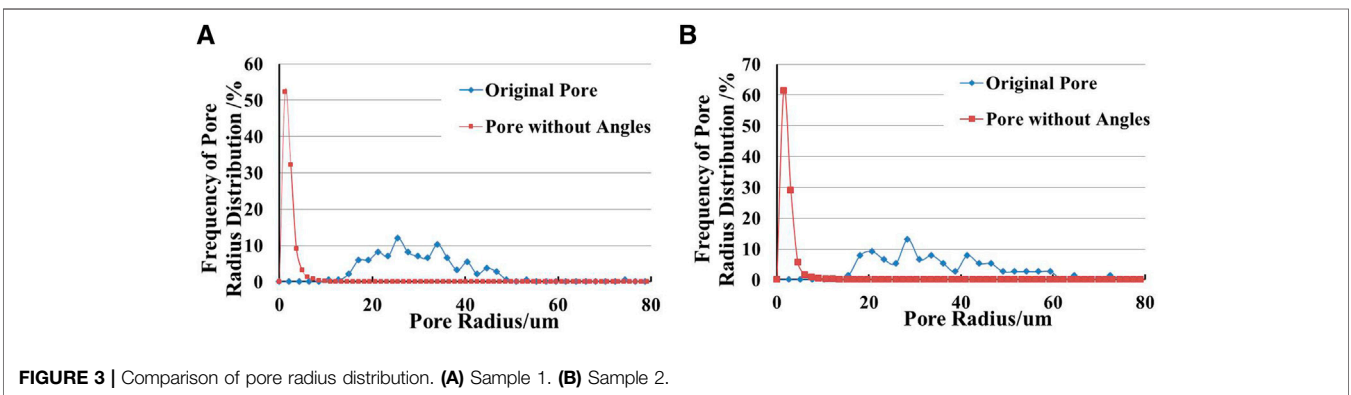 A
Frequency of Pore
Radius Distribution /%
60
50
40
30
20
10
0
Original Pore
Pore without Angles
0 20 40 60 80
Pore Radius/um
B
Frequency of Pore
Radius Distribution /%
70
60
50
40
30
20
10
0
Original Pore
Pore without Angles
0 20 40 60 80
Pore Radius/um
FIGURE 3 | Comparison of pore radius distribution. (A) Sample 1. (B) Sample 2.